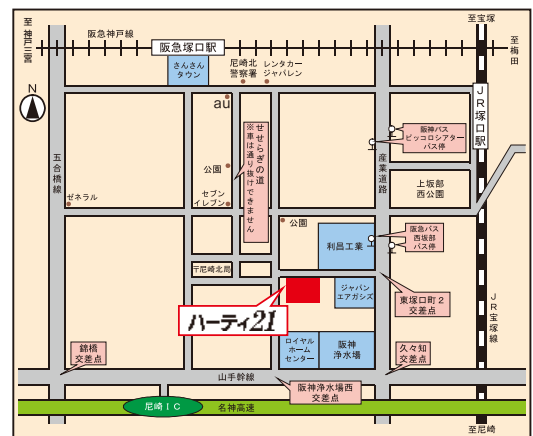 至神戸三宮
阪急神戸線
阪急塚口駅
至宝塚
至梅田
さんさん
タウン
尼崎北
警察署
レンタカー
ジャパレン
N
au
せせらぎの道
※車は通り抜けできません
阪神バス
ピッコロシアター
バス停
JR塚口駅
五合橋線
公園
産業道路
ゼネラル
セブン
イレブン
上坂部
西公園
公園
利昌工業
阪急バス
西坂部
バス停
〒尼崎北局
ジャパン
エアガシズ
東塚口町2
交差点
ハーティ21
JR宝塚線
錦橋
交差点
ロイヤル
ホーム
センター
阪神
浄水場
久々知
交差点
山手幹線
阪神浄水場西
交差点
尼崎IC
名神高速
至尼崎